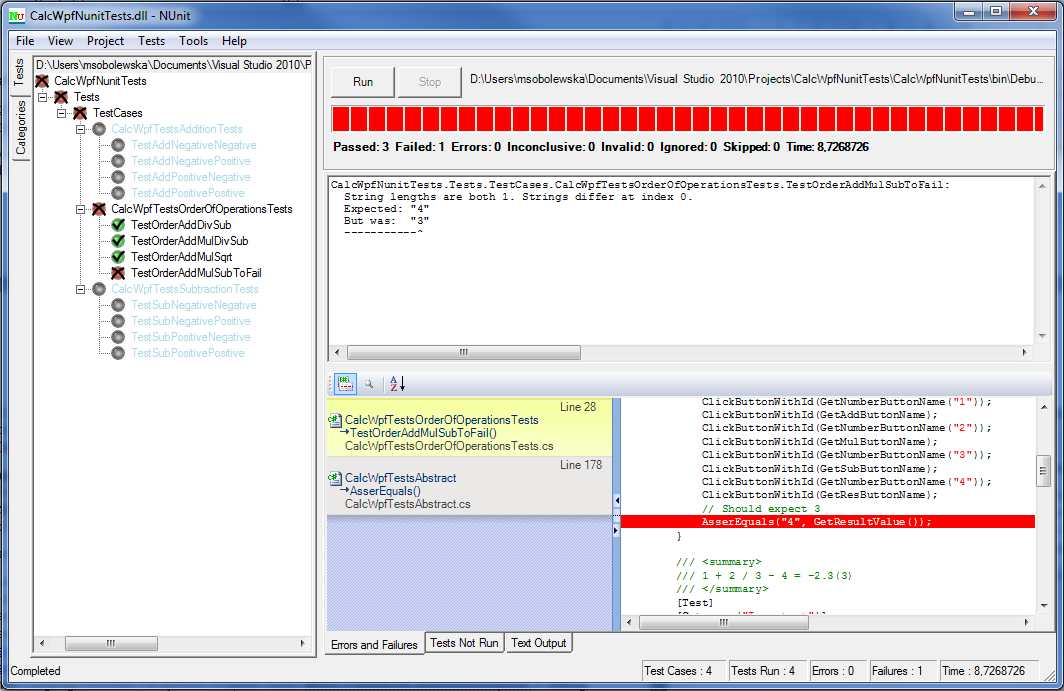 CalcWpfNunitTests.dll - NUnit
File View Project Tests Tools Help
Tests
Categories
D:\Users\msobolewska\Documents\Visual Studio 2010\P
CalcWpfNunitTests
Tests
TestCases
CalcWpfTestsAdditionTests
TestAddNegativeNegative
TestAddNegativePositive
TestAddPositiveNegative
TestAddPositivePositive
CalcWpfTestsOrderOfOperationsTests
TestOrderAddDivSub
TestOrderAddMulDivSub
TestOrderAddMulSqrt
TestOrderAddMulSubToFail
CalcWpfTestsSubtractionTests
TestSubNegativeNegative
TestSubNegativePositive
TestSubPositiveNegative
TestSubPositivePositive
Run Stop D:\Users\msobolewska\Documents\Visual Studio 2010\Projects\CalcWpfNunitTests\CalcWpfNunitTests\bin\Debu...
Passed: 3 Failed: 1 Errors: 0 Inconclusive: 0 Invalid: 0 Ignored: 0 Skipped: 0 Time: 8,7268726
CalcWpfNunitTests.Tests.TestCases.CalcWpfTestsOrderOfOperationsTests.TestOrderAddMulSubToFail:
String lengths are both 1. Strings differ at index 0.
Expected: "4"
But was: "3"
-----------^
Line 28
CalcWpfTestsOrderOfOperationsTests
TestOrderAddMulSubToFail()
CalcWpfTestsOrderOfOperationsTests.cs
Line 178
CalcWpfTestsAbstract
AsserEquals()
CalcWpfTestsAbstract.cs
ClickButtonWithId(GetNumberButtonName("1"));
ClickButtonWithId(GetAddButtonName);
ClickButtonWithId(GetNumberButtonName("2"));
ClickButtonWithId(GetMulButtonName);
ClickButtonWithId(GetNumberButtonName("3"));
ClickButtonWithId(GetSubButtonName);
ClickButtonWithId(GetNumberButtonName("4"));
ClickButtonWithId(GetResButtonName);
// Should expect 3
AsserEquals("4", GetResultValue());
}
/// <summary>
/// 1 + 2 / 3 - 4 = -2.3(3)
/// </summary>
[Test]
Errors and Failures Tests Not Run Text Output
Completed Test Cases : 4 Tests Run : 4 Errors : 0 Failures : 1 Time : 8,7268726